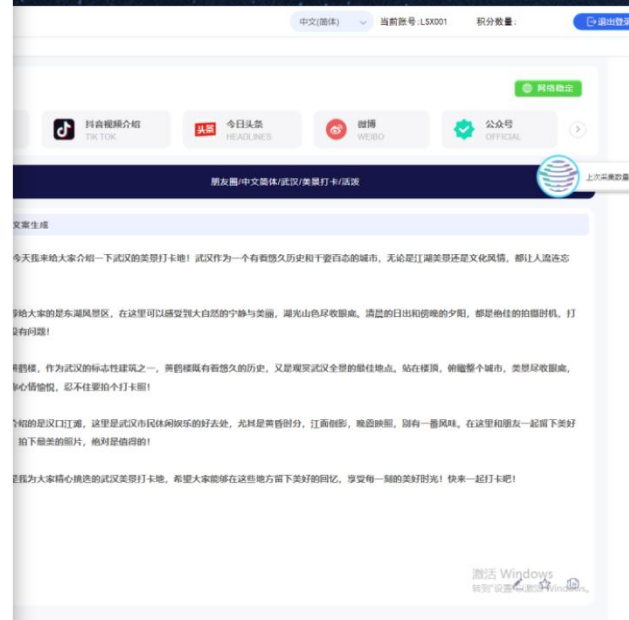 中文(简体)
当前账号:LSX001
积分数量:
退出登录
网络稳定
抖音视频介绍
TIK TOK
头条
今日头条
HEADLINES
微博
WEIBO
公众号
OFFICIAL
朋友圈/中文简体/武汉/美景打卡/活泼
上次采集数量
文案生成
今天我来给大家介绍一下武汉的美景打卡地！武汉作为一个有着悠久历史和千姿百态的城市，无论是江湖美景还是文化风情，都让人流连忘
给大家的是东湖风景区，在这里可以感受到大自然的宁静与美丽，湖光山色尽收眼底。清晨的日出和傍晚的夕阳，都是绝佳的拍摄时机，打
没有问题！
黄鹤楼，作为武汉的标志性建筑之一，黄鹤楼既有着悠久的历史，又是观赏武汉全景的最佳地点。站在楼顶，俯瞰整个城市，美景尽收眼底，
心情愉悦，忍不住要拍个打卡照！
介绍的是汉口江滩，这里是武汉市民休闲娱乐的好去处，尤其是黄昏时分，江面倒影，晚霞映照，别有一番风味。在这里和朋友一起留下美好
拍下最美的照片，绝对是值得的！
是我为大家精心挑选的武汉美景打卡地，希望大家能够在这些地方留下美好的回忆，享受每一刻的美好时光！快来一起打卡吧！
激活 Windows
转到"设置"以激活 Windows。